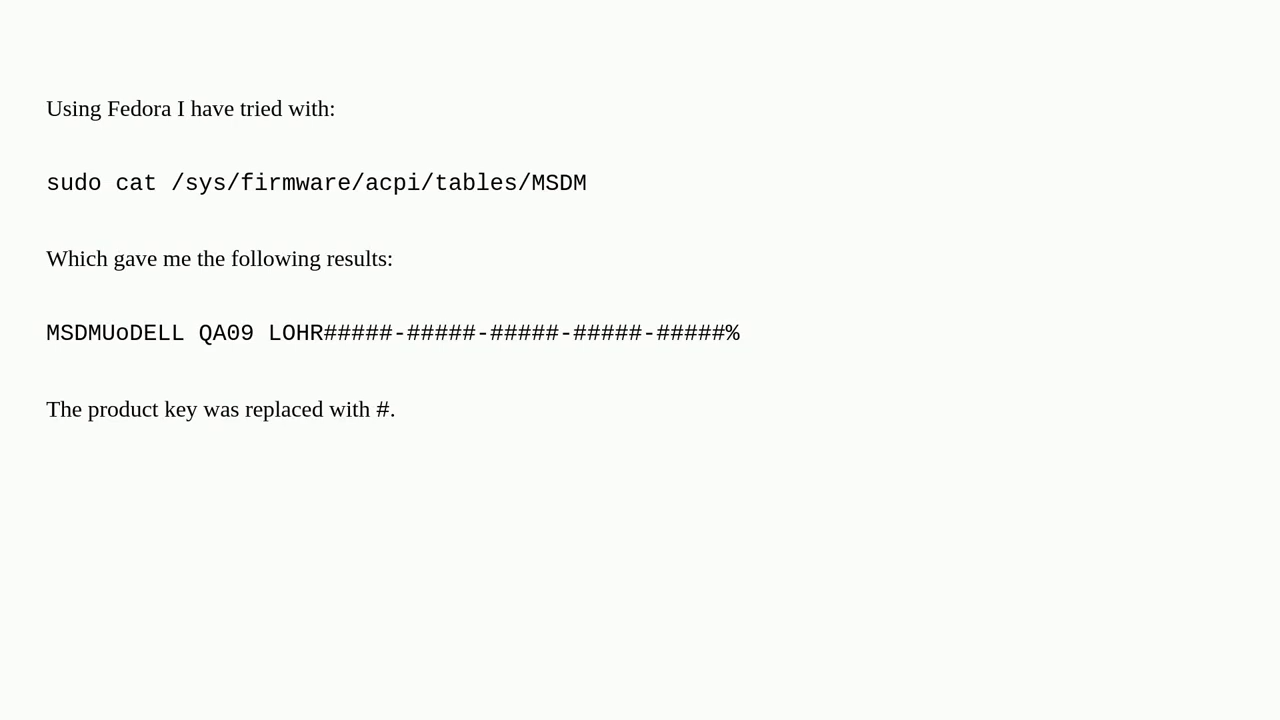 Using Fedora I have tried with:
sudo cat /sys/firmware/acpi/tables/MSDM
Which gave me the following results:
MSDMUoDELL QA09 LOHR#####-#####-#####-#####-#####%
The product key was replaced with #.